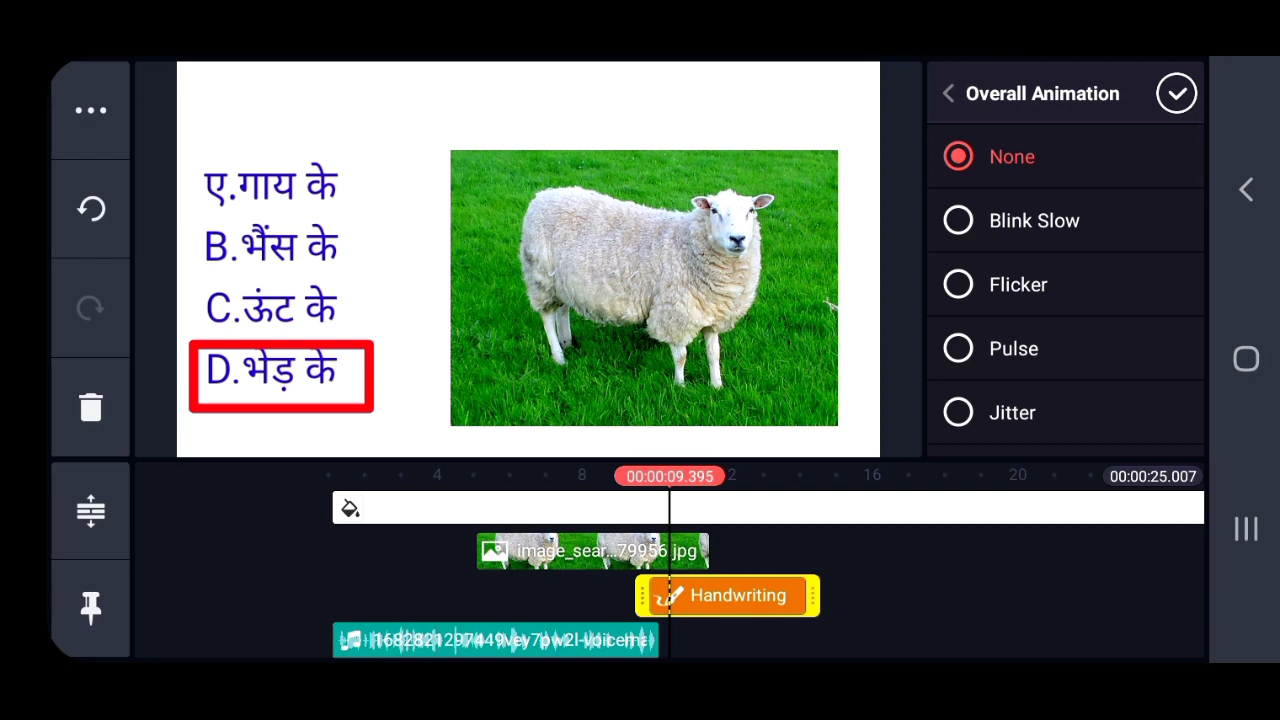 Overall Animation
None
Blink Slow
Flicker
Pulse
Jitter
ए.गाय के
B.भैंस के
C.ऊंट के
D.भेड़ के
4
8
00:00:09.395
2
16
20
00:00:25.007
image_sear...79956 jpg
Handwriting